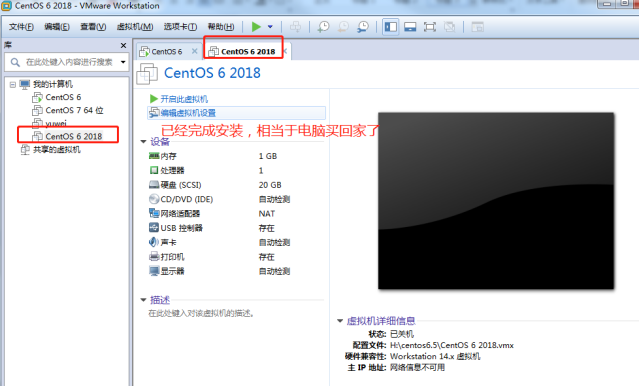 CentOS 6 2018 - VMware Workstation
文件(F) 编辑(E) 查看(V) 虚拟机(M) 选项卡(T) 帮助(H)
库
在此处键入内容进行搜索
我的计算机
CentOS 6
CentOS 7 64 位
yuwei
CentOS 6 2018
共享的虚拟机
CentOS 6
CentOS 6 2018
CentOS 6 2018
开启此虚拟机
编辑虚拟机设置
已经完成安装，相当于电脑买回家了
设备
内存 1 GB
处理器 1
硬盘 (SCSI) 20 GB
CD/DVD (IDE) 自动检测
网络适配器 NAT
USB 控制器 存在
声卡 自动检测
打印机 存在
显示器 自动检测
描述
在此处键入对该虚拟机的描述。
虚拟机详细信息
状态: 已关机
配置文件: H:\centos6.5\CentOS 6 2018.vmx
硬件兼容性: Workstation 14.x 虚拟机
主 IP 地址: 网络信息不可用